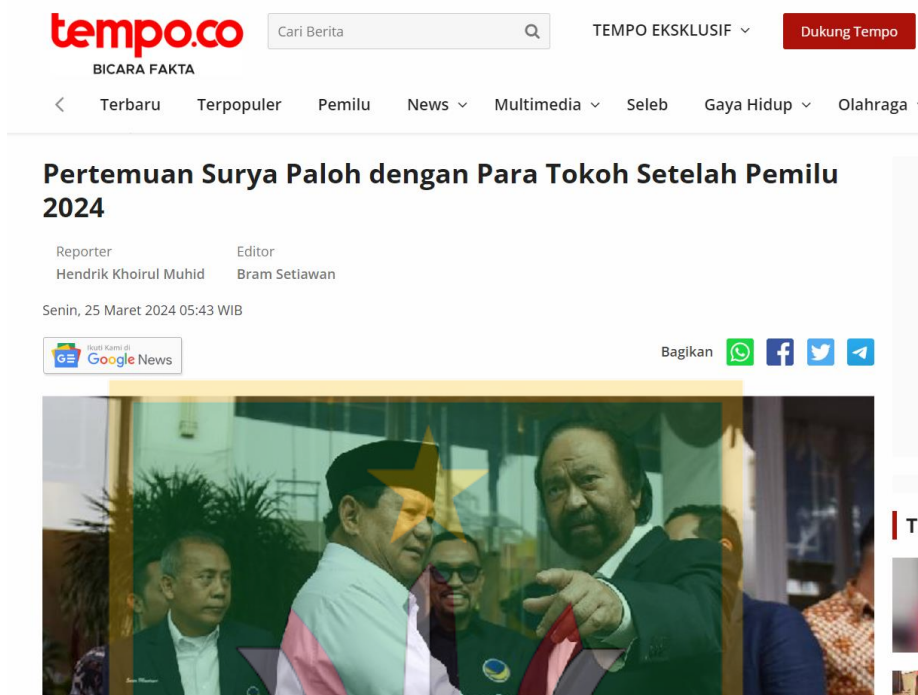 tempo.co
BICARA FAKTA
Cari Berita
TEMPO EKSKLUSIF
Dukung Tempo
Terbaru
Terpopuler
Pemilu
News
Multimedia
Seleb
Gaya Hidup
Olahraga
Pertemuan Surya Paloh dengan Para Tokoh Setelah Pemilu
2024
Reporter
Editor
Hendrik Khoirul Muhid
Bram Setiawan
Senin, 25 Maret 2024 05:43 WIB
Ikuti Kami di
GE Google News
Bagikan
T